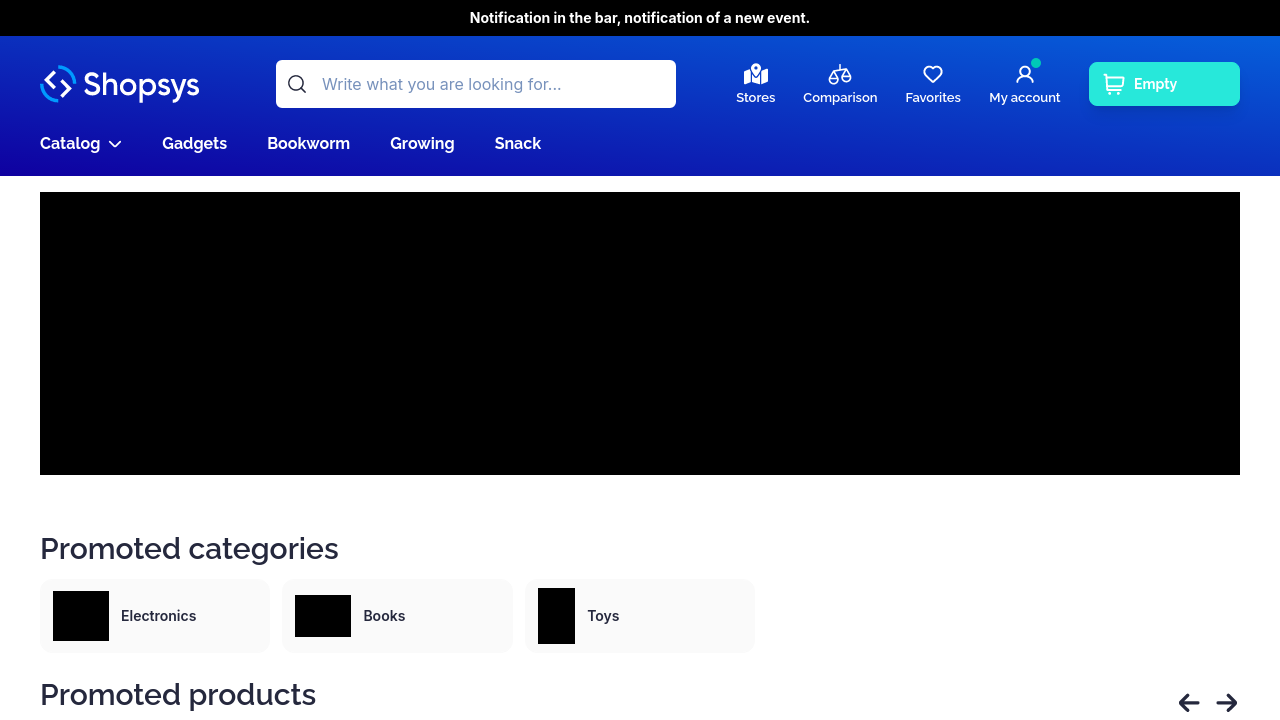 Notification in the bar, notification of a new event.
Shopsys
Write what you are looking for...
Stores
Comparison
Favorites
My account
Empty
Catalog
Gadgets
Bookworm
Growing
Snack
Promoted categories
Electronics
Books
Toys
Promoted products